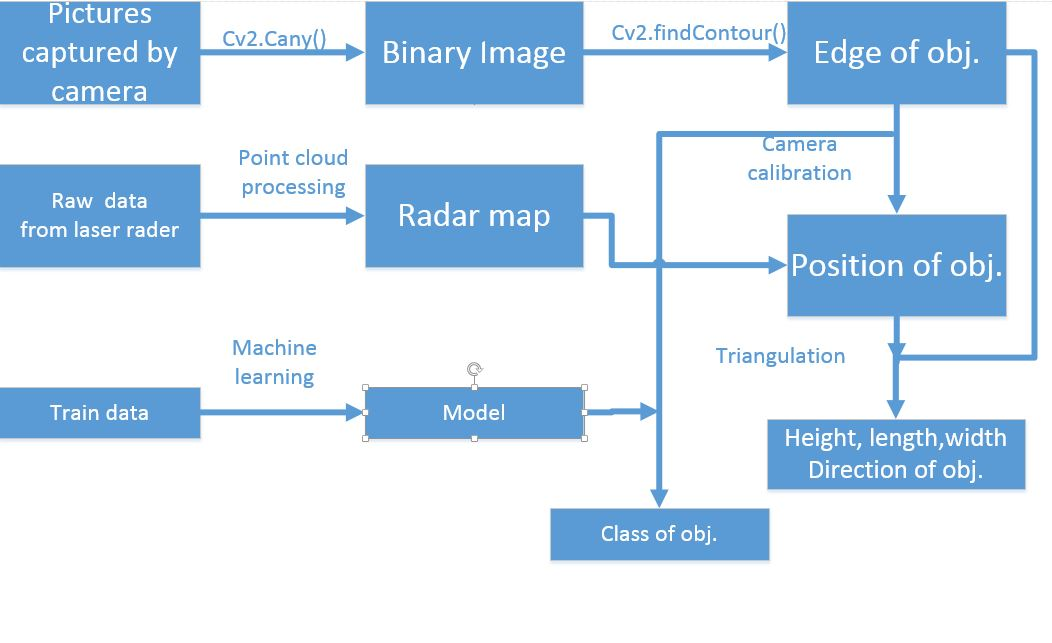 Pictures
captured by
camera
Cv2.Cany()
Binary Image
Cv2.findContour()
Edge of obj.
Point cloud
processing
Camera
calibration
Raw data
from laser rader
Radar map
Position of obj.
Machine
learning
Triangulation
Train data
Model
Height, length,width
Direction of obj.
Class of obj.